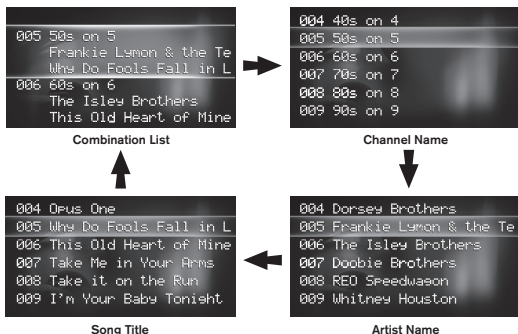 005 50s on 5
Frankie Lymon & the Te
Why Do Fools Fall in L
006 60s on 6
The Isley Brothers
This Old Heart of Mine
Combination List
004 40s on 4
005 50s on 5
006 60s on 6
007 70s on 7
008 80s on 8
009 90s on 9
Channel Name
004 Opus One
005 Why Do Fools Fall in L
006 This Old Heart of Mine
007 Take Me in Your Arms
008 Take it on the Run
009 I'm Your Baby Tonight
Song Title
004 Dorsey Brothers
005 Frankie Lymon & the Te
006 The Isley Brothers
007 Doobie Brothers
008 REO Speedwagon
009 Whitney Houston
Artist Name